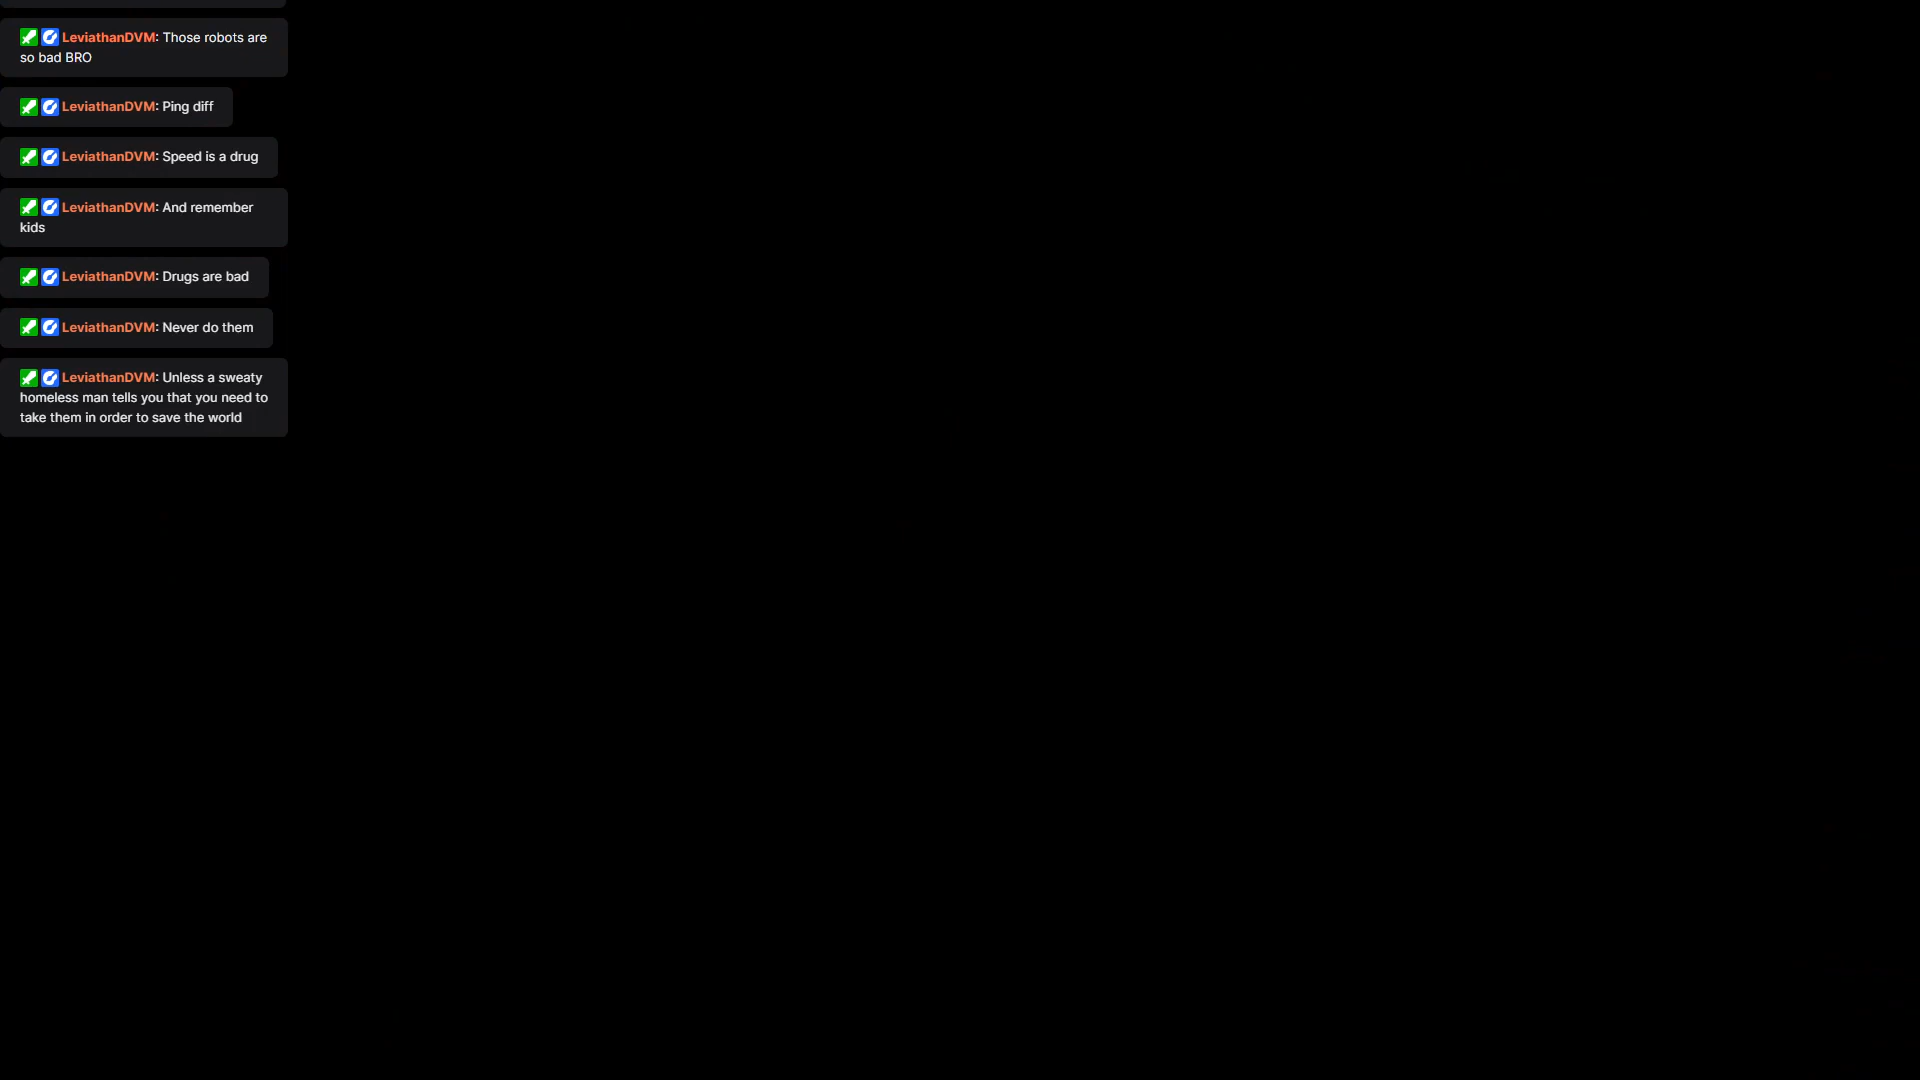 LeviathanDVM: Those robots are
so bad BRO
LeviathanDVM: Ping diff
LeviathanDVM: Speed is a drug
LeviathanDVM: And remember
kids
LeviathanDVM: Drugs are bad
LeviathanDVM: Never do them
LeviathanDVM: Unless a sweaty
homeless man tells you that you need to
take them in order to save the world